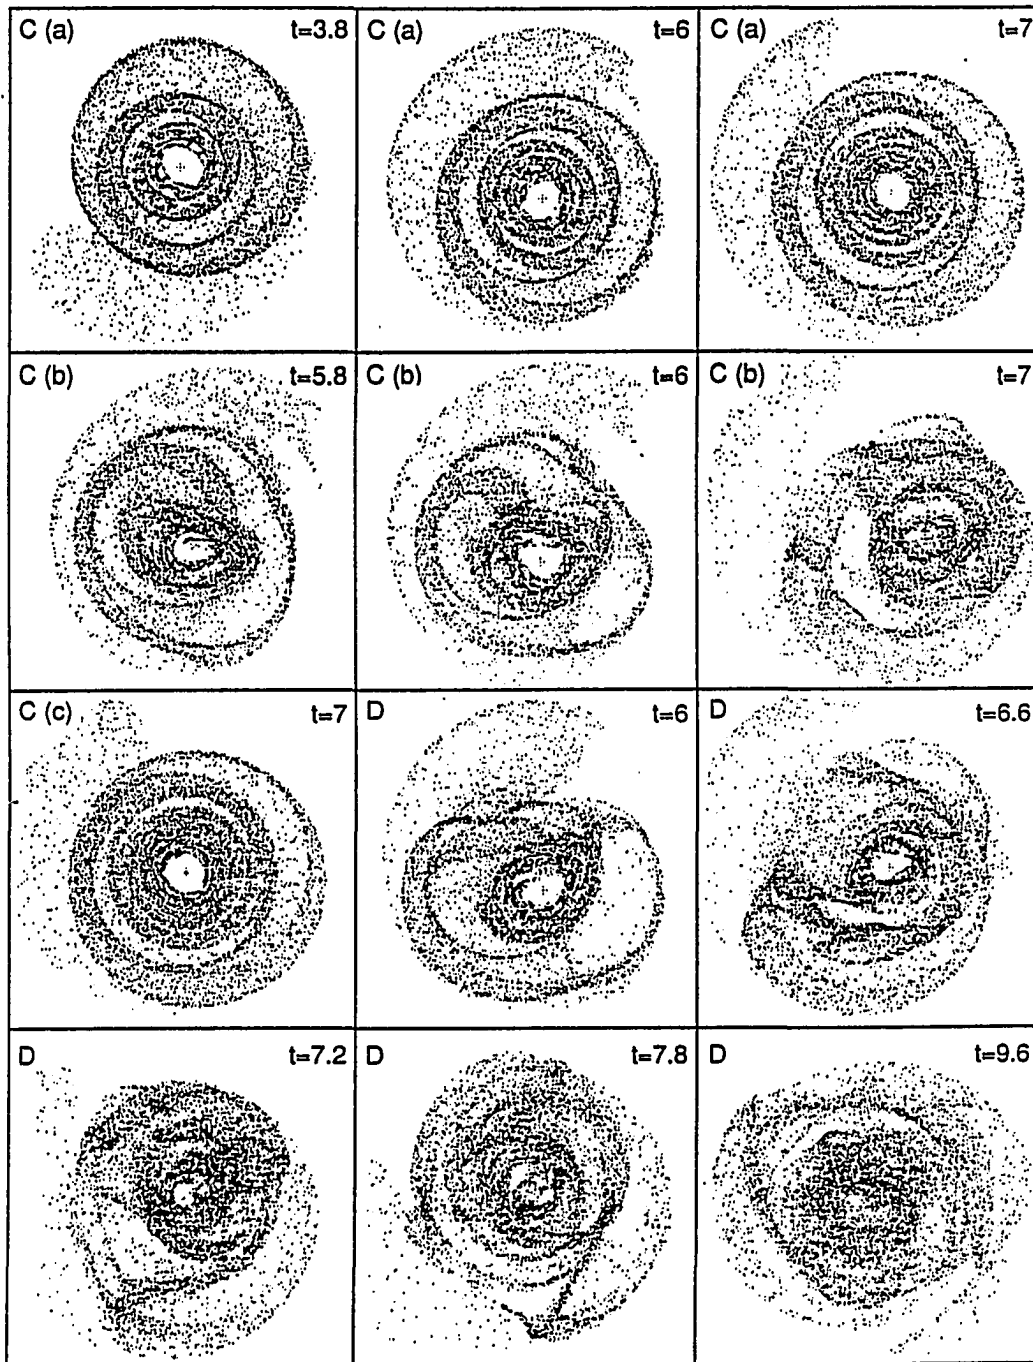 C (a) t=3.8
C (a) t=6
C (a) t=7
C (b) t=5.8
C (b) t=6
C (b) t=7
C (c) t=7
D t=6
D t=6.6
D t=7.2
D t=7.8
D t=9.6